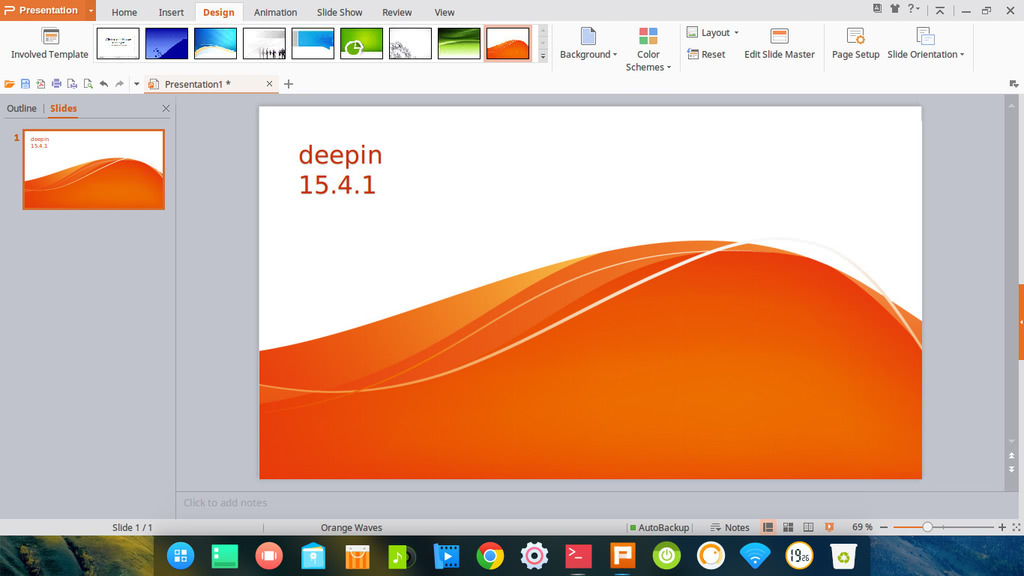 Presentation
Home Insert Design Animation Slide Show Review View
Involved Template
Background
Color
Schemes
Layout
Reset
Edit Slide Master
Page Setup
Slide Orientation
Presentation1 *
Outline Slides
1
deepin
15.4.1
deepin
15.4.1
Click to add notes
Slide 1 / 1
Orange Waves
AutoBackup
Notes
69 %
19 26